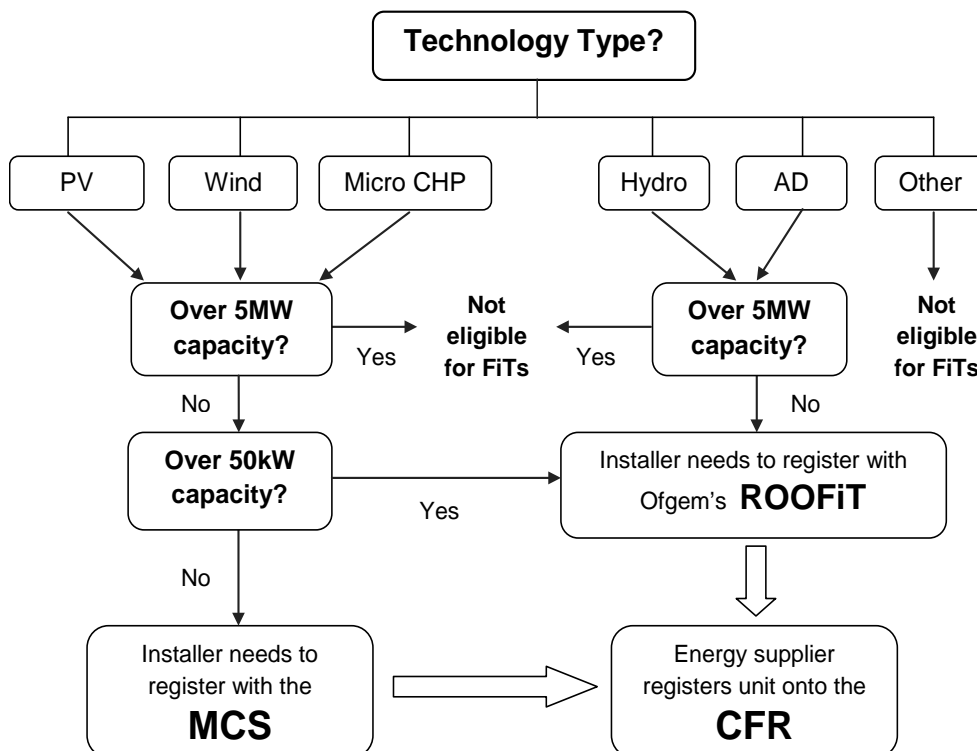 Technology Type?
PV
Wind
Micro CHP
Hydro
AD
Other
Over 5MW
capacity?
Yes
Not
eligible
for FiTs
Yes
Over 5MW
capacity?
Not
eligible
for FiTs
No
No
Over 50kW
capacity?
Yes
Installer needs to register with
Ofgem's ROOFiT
No
Installer needs to
register with the
MCS
Energy supplier
registers unit onto the
CFR